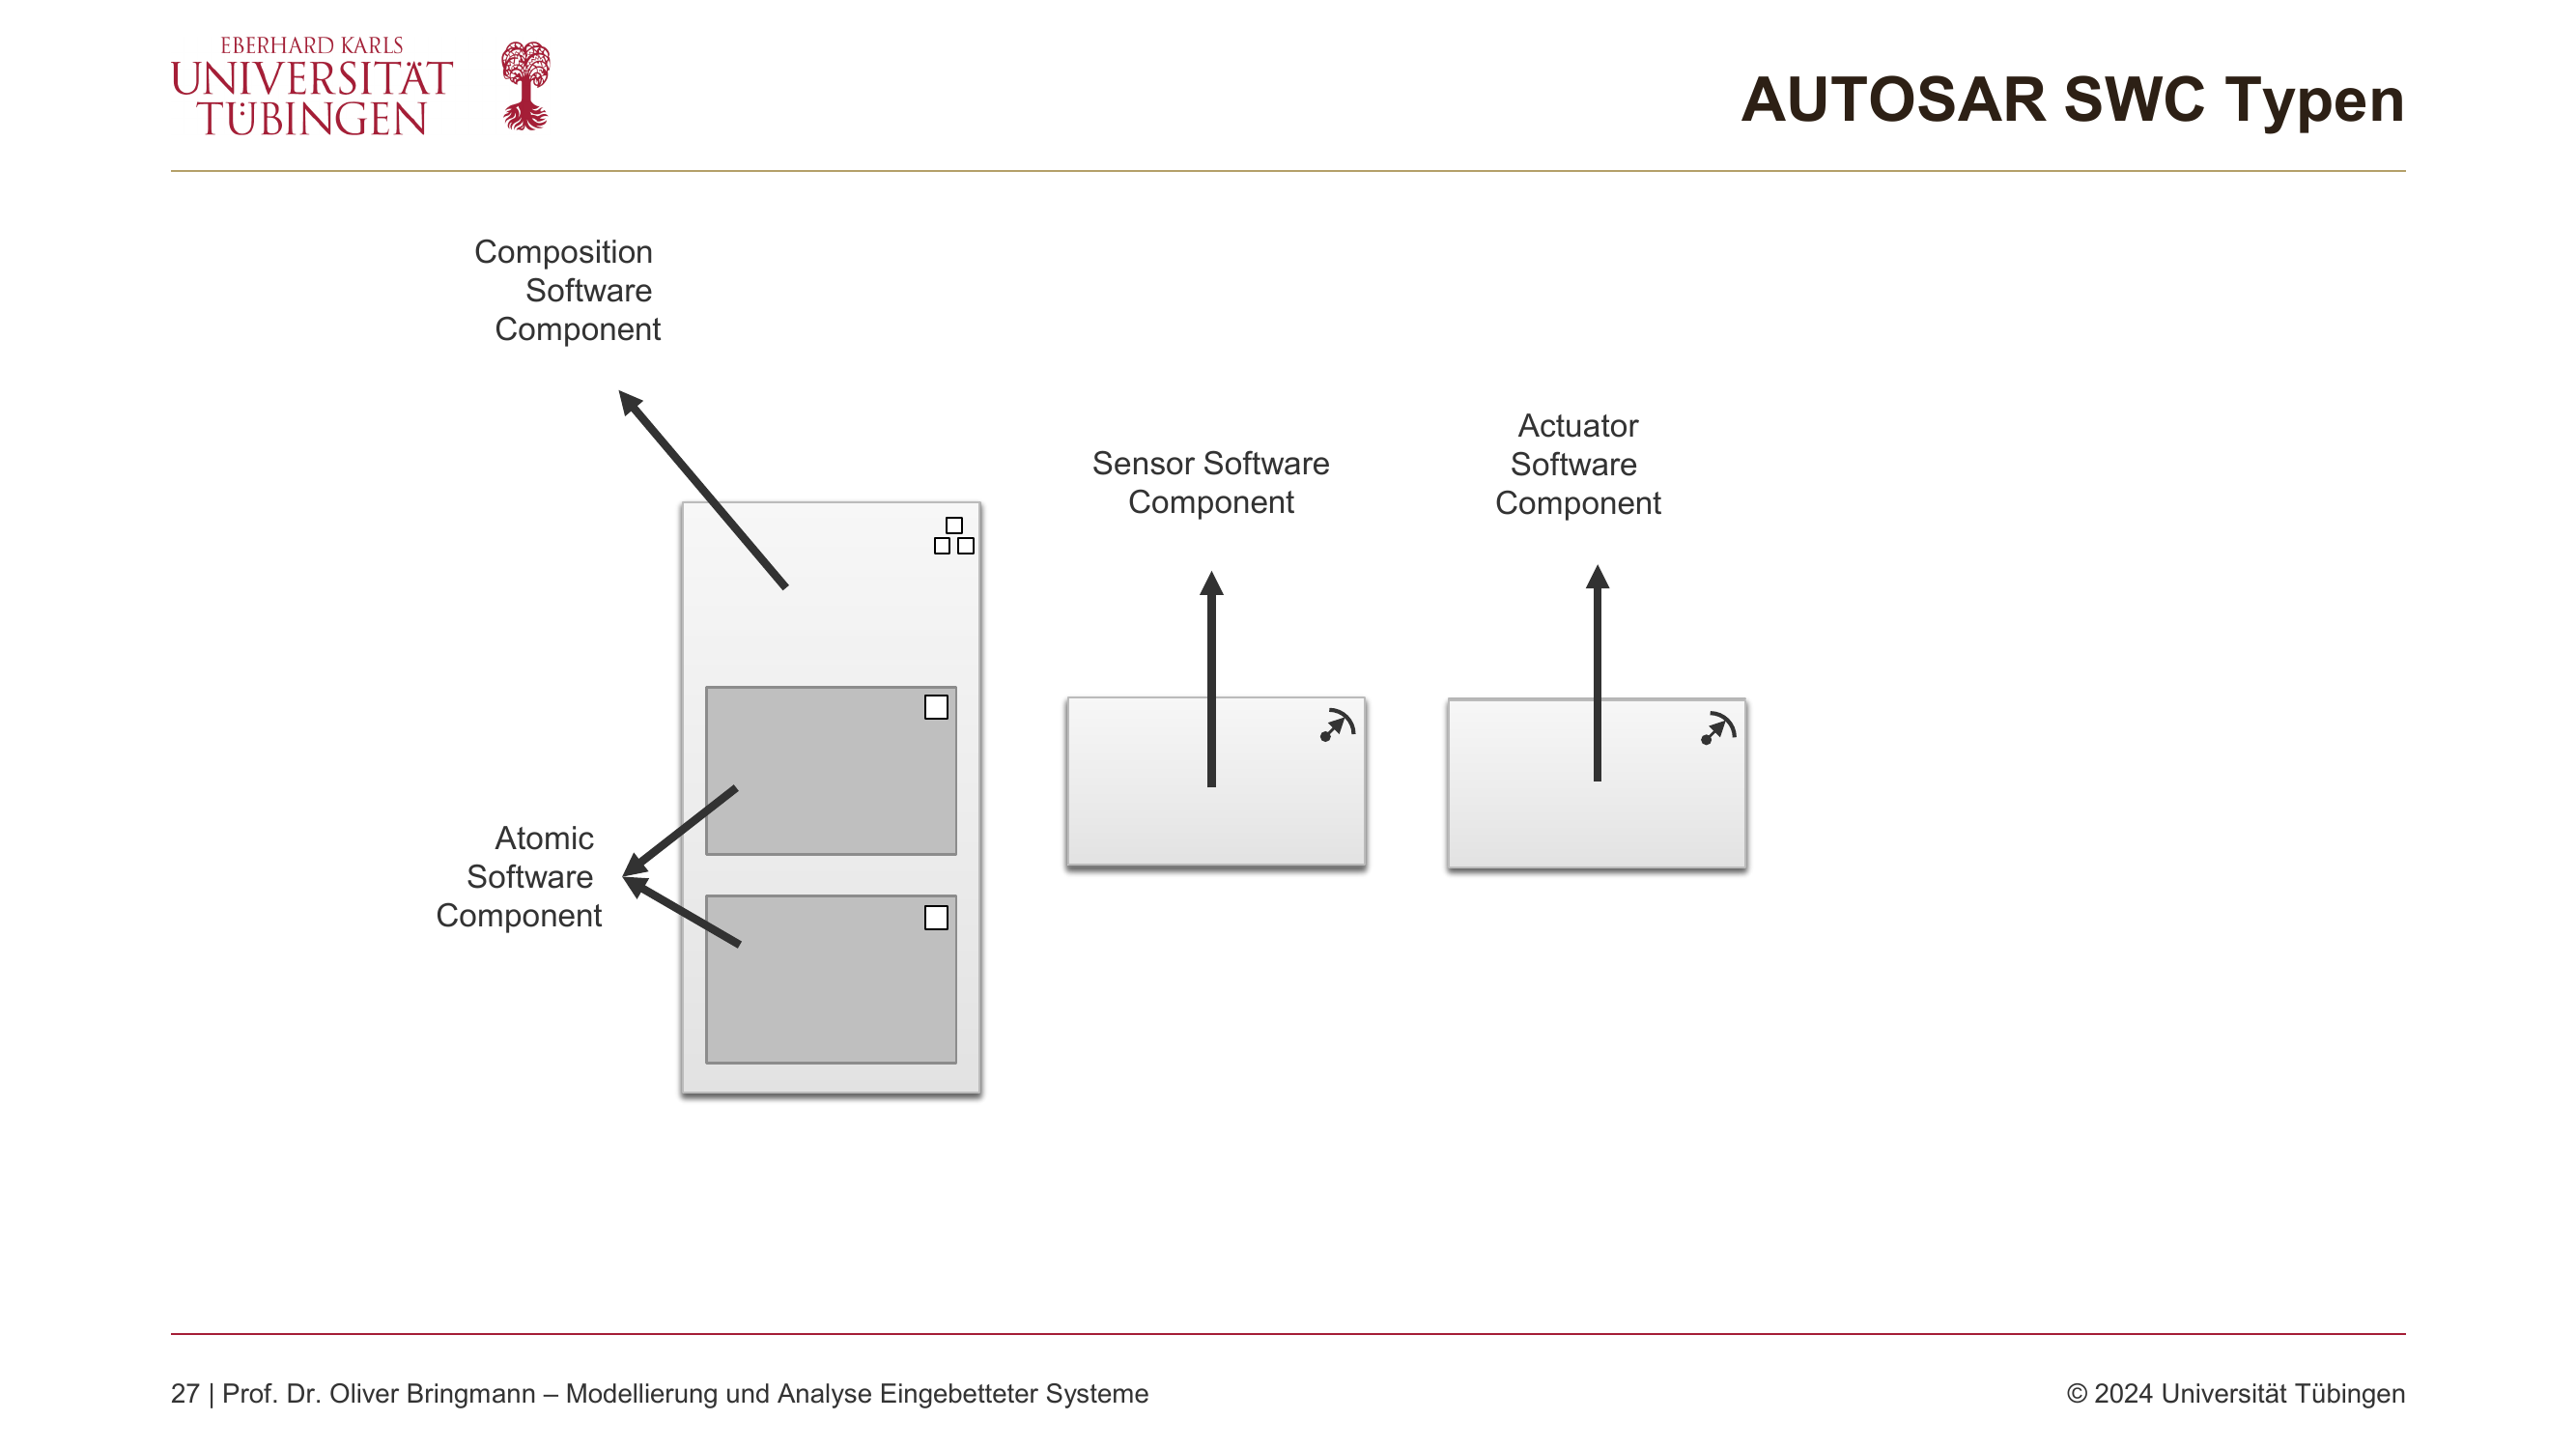 EBERHARD KARLS
UNIVERSITÄT
TÜBINGEN
AUTOSAR SWC Typen
Composition
Software
Component
Sensor Software
Component
Actuator
Software
Component
Atomic
Software
Component
27 | Prof. Dr. Oliver Bringmann – Modellierung und Analyse Eingebetteter Systeme
© 2024 Universität Tübingen